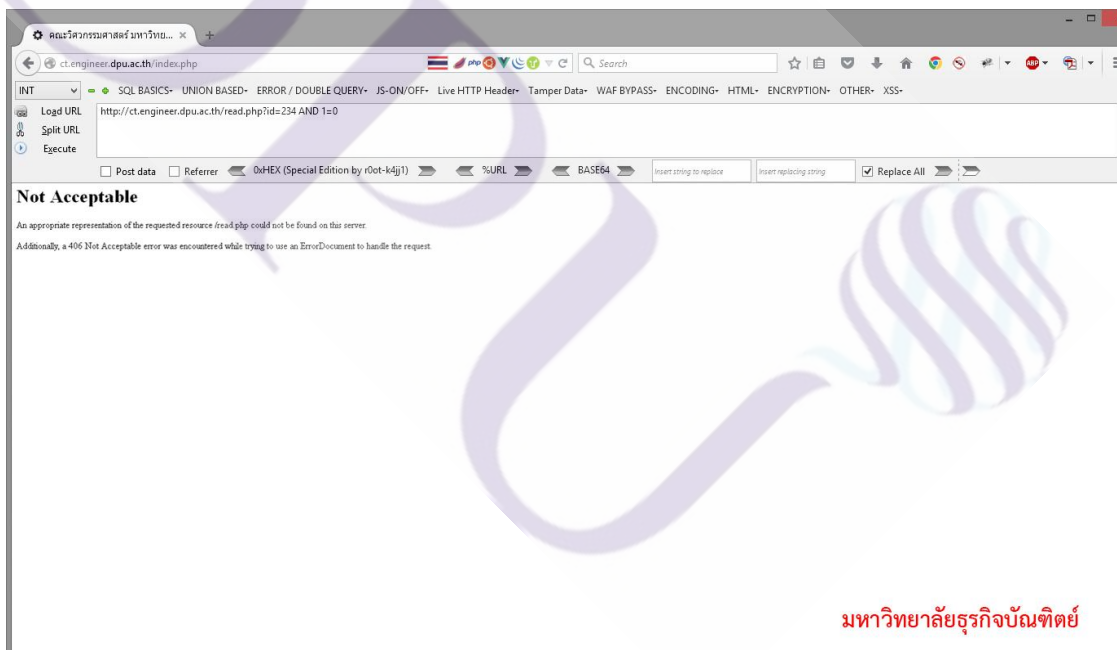 คณะวิศวกรรมศาสตร์ มหาวิทย...
ct.engineer.dpu.ac.th/index.php
php
Search
ABP
INT
SQL BASICS UNION BASED ERROR / DOUBLE QUERY JS-ON/OFF Live HTTP Header Tamper Data WAF BYPASS ENCODING HTML ENCRYPTION OTHER XSS
Load URL http://ct.engineer.dpu.ac.th/read.php?id=234 AND 1=0
Split URL
Execute
Post data Referrer 0xHEX (Special Edition by r0ot-k4jj1) %URL BASE64 Insert string to replace Insert replacing string Replace All
Not Acceptable
An appropriate representation of the requested resource /read.php could not be found on this server.
Additionally, a 406 Not Acceptable error was encountered while trying to use an ErrorDocument to handle the request.
มหาวิทยาลัยธุรกิจบัณฑิตย์